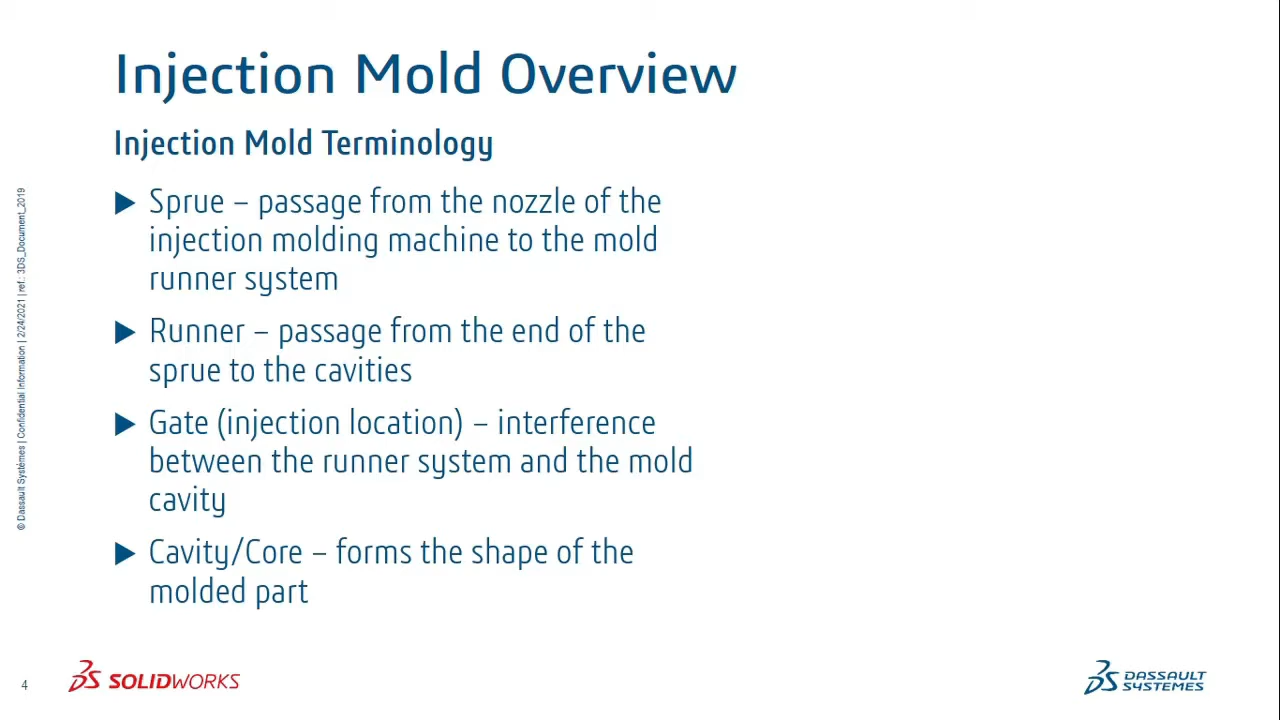 Injection Mold Overview
Injection Mold Terminology
▶ Sprue – passage from the nozzle of the
injection molding machine to the mold
runner system
▶ Runner – passage from the end of the
sprue to the cavities
▶ Gate (injection location) – interference
between the runner system and the mold
cavity
▶ Cavity/Core – forms the shape of the
molded part
© Dassault Systèmes | Confidential Information | 2/24/2021 | ref.: 3DS_Document_2019
4
SOLIDWORKS
DASSAULT
SYSTEMES